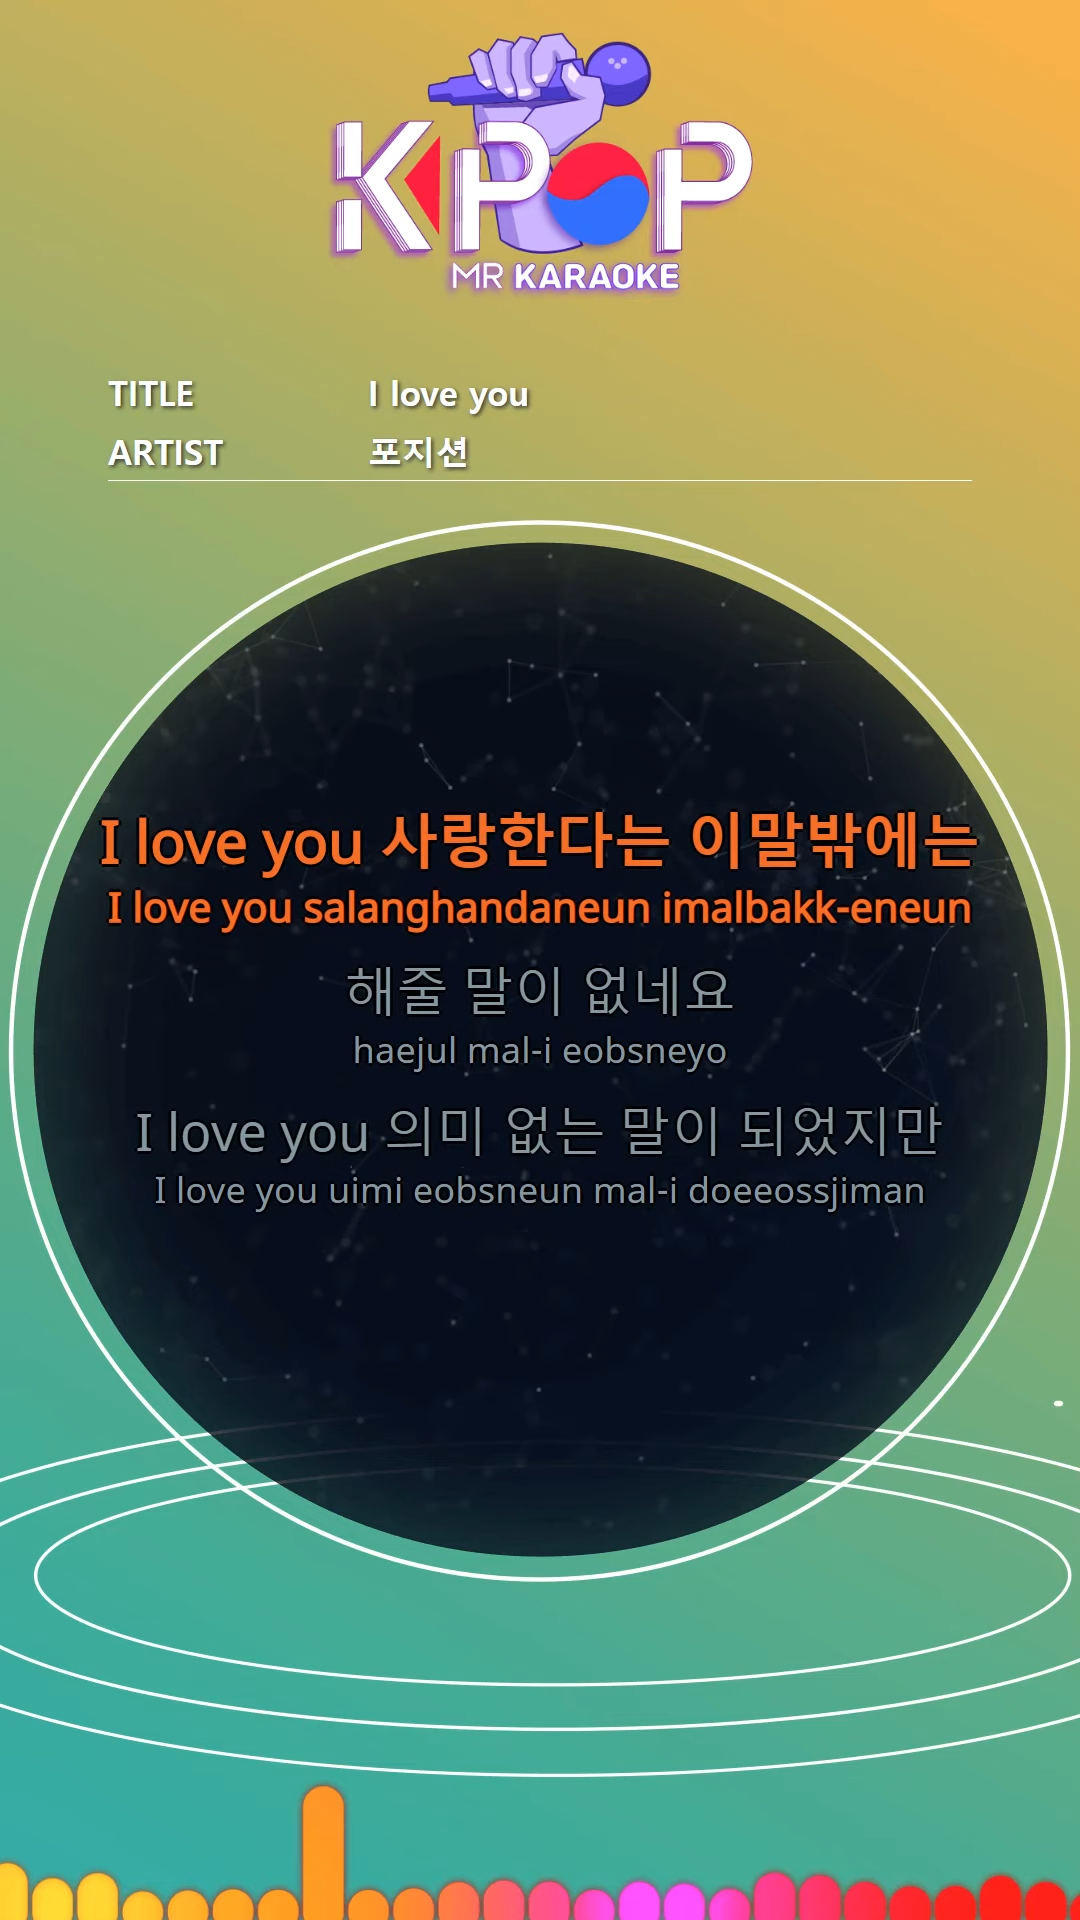 KPOP
MR KARAOKE
TITLE I love you
ARTIST 포지션
I love you 사랑한다는 이말밖에는
I love you salanghandaneun imalbakk-eneun
해줄 말이 없네요
haejul mal-i eobsneyo
I love you 의미 없는 말이 되었지만
I love you uimi eobsneun mal-i doeeossjiman